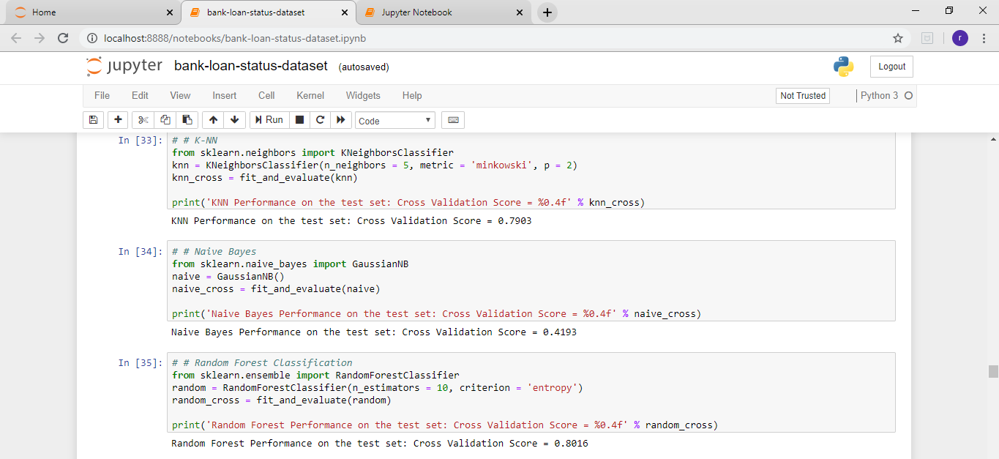 Home
bank-loan-status-dataset
Jupyter Notebook
localhost:8888/notebooks/bank-loan-status-dataset.ipynb
r
jupyter bank-loan-status-dataset (autosaved)
Logout
File Edit View Insert Cell Kernel Widgets Help
Not Trusted
Python 3
Run
Code
In [33]: # # K-NN
from sklearn.neighbors import KNeighborsClassifier
knn = KNeighborsClassifier(n_neighbors = 5, metric = 'minkowski', p = 2)
knn_cross = fit_and_evaluate(knn)
print('KNN Performance on the test set: Cross Validation Score = %0.4f' % knn_cross)
KNN Performance on the test set: Cross Validation Score = 0.7903
In [34]: # # Naive Bayes
from sklearn.naive_bayes import GaussianNB
naive = GaussianNB()
naive_cross = fit_and_evaluate(naive)
print('Naive Bayes Performance on the test set: Cross Validation Score = %0.4f' % naive_cross)
Naive Bayes Performance on the test set: Cross Validation Score = 0.4193
In [35]: # # Random Forest Classification
from sklearn.ensemble import RandomForestClassifier
random = RandomForestClassifier(n_estimators = 10, criterion = 'entropy')
random_cross = fit_and_evaluate(random)
print('Random Forest Performance on the test set: Cross Validation Score = %0.4f' % random_cross)
Random Forest Performance on the test set: Cross Validation Score = 0.8016